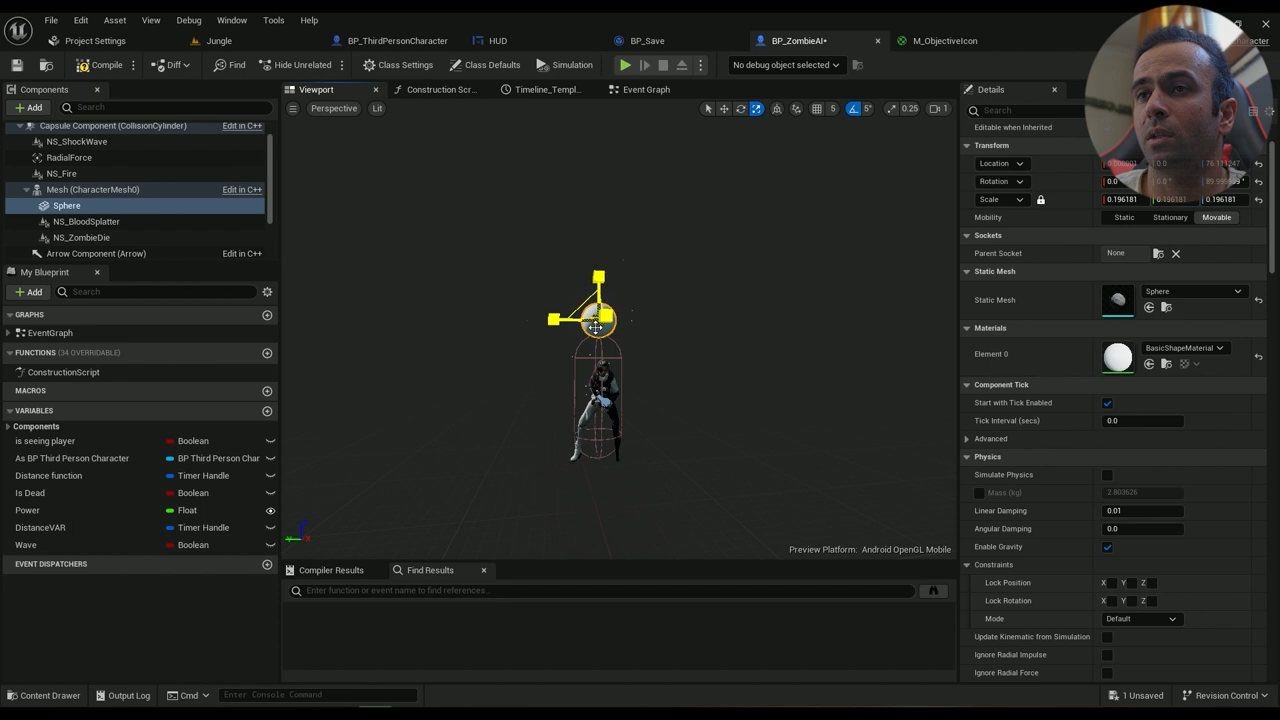 File Edit Asset View Window Debug Tools Help
Project Settings Jungle BP_ThirdPersonCharacter HUD BP_Save BP_ZombieAI• M_ObjectiveIcon
Compile Diff Find Hide Unrelated Class Settings Class Defaults Simulation No debug object selected
Components
Add Search
Capsule Component (CollisionCylinder) Edit in C++
NS_ShockWave
RadialForce
NS_Fire
Mesh (CharacterMesh0) Edit in C++
Sphere
NS_BloodSplatter
NS_ZombieDie
Arrow Component (Arrow) Edit in C++
My Blueprint
Add Search
GRAPHS
EventGraph
FUNCTIONS (34 OVERRIDABLE)
ConstructionScript
MACROS
VARIABLES
Components
is seeing player Boolean
As BP Third Person Character BP Third Person Char
Distance function Timer Handle
Is Dead Boolean
Power Float
DistanceVAR Timer Handle
Wave Boolean
EVENT DISPATCHERS
Viewport Construction Scr... Timeline_Templ... Event Graph
Perspective Lit 5 5° 0.25 1
Preview Platform: Android OpenGL Mobile
Compiler Results Find Results
Enter function or event name to find references...
Details
Search
Editable when Inherited
Transform
Location 0.0 76.111247
Rotation 0.0
Scale 0.196181 0.196181 0.196181
Mobility Static Stationary Movable
Sockets
Parent Socket None
Static Mesh
Static Mesh Sphere
Materials
Element 0 BasicShapeMaterial
Component Tick
Start with Tick Enabled
Tick Interval (secs) 0.0
Advanced
Physics
Simulate Physics
Mass (kg) 2.803626
Linear Damping 0.01
Angular Damping 0.0
Enable Gravity
Constraints
Lock Position X Y Z
Lock Rotation X Y Z
Mode Default
Update Kinematic from Simulation
Ignore Radial Impulse
Ignore Radial Force
Content Drawer Output Log Cmd Enter Console Command 1 Unsaved Revision Control